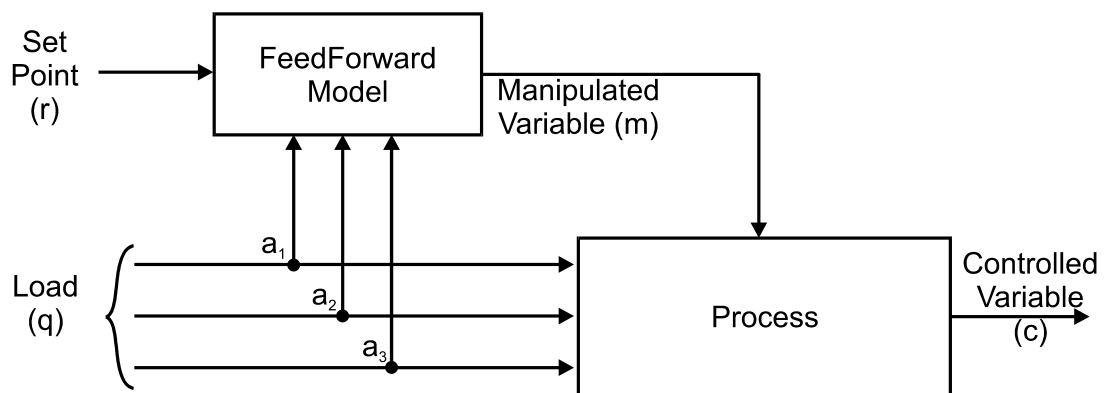 Set
Point
(r)
FeedForward
Model
Manipulated
Variable (m)
a₁
a₂
a₃
Load
(q)
Process
Controlled
Variable
(c)